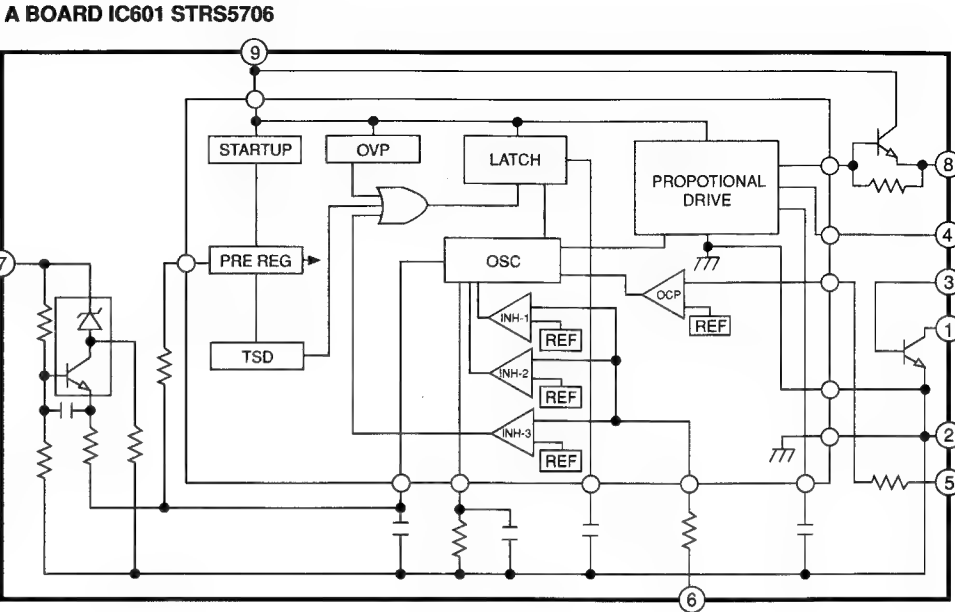 A BOARD IC601 STRS5706
9
STARTUP
OVP
LATCH
PROPOTIONAL
DRIVE
8
4
7
PRE REG
OSC
3
OCP
REF
INH-1
REF
1
TSD
INH-2
REF
INH-3
REF
2
5
6